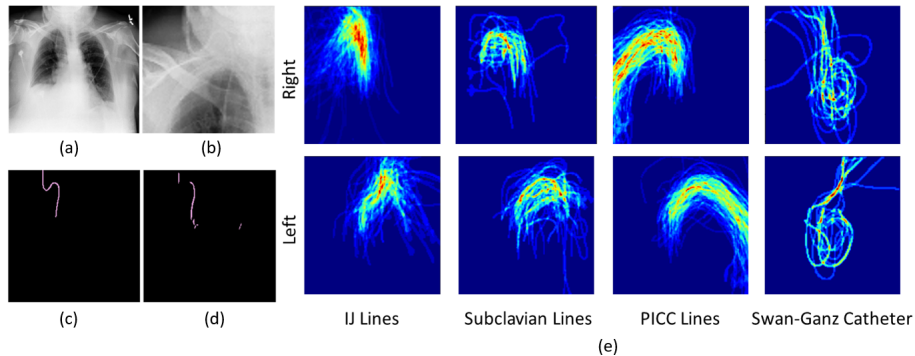 (a)
(b)
(c)
(d)
Right
Left
IJ Lines
Subclavian Lines
PICC Lines
Swan-Ganz Catheter
(e)